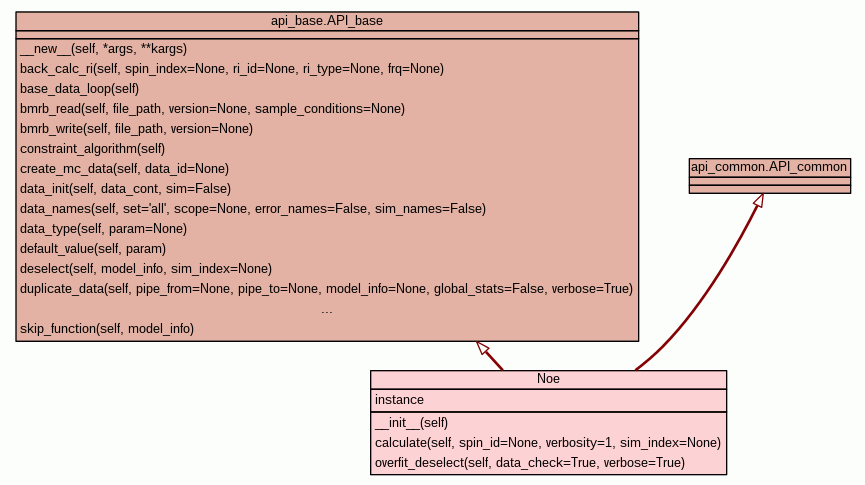 api_base.API_base
__new__(self, *args, **kargs)
back_calc_ri(self, spin_index=None, ri_id=None, ri_type=None, frq=None)
base_data_loop(self)
bmrb_read(self, file_path, version=None, sample_conditions=None)
bmrb_write(self, file_path, version=None)
constraint_algorithm(self)
create_mc_data(self, data_id=None)
data_init(self, data_cont, sim=False)
data_names(self, set='all', scope=None, error_names=False, sim_names=False)
data_type(self, param=None)
default_value(self, param)
deselect(self, model_info, sim_index=None)
duplicate_data(self, pipe_from=None, pipe_to=None, model_info=None, global_stats=False, verbose=True)
...
skip_function(self, model_info)
api_common.API_common
Noe
instance
__init__(self)
calculate(self, spin_id=None, verbosity=1, sim_index=None)
overfit_deselect(self, data_check=True, verbose=True)